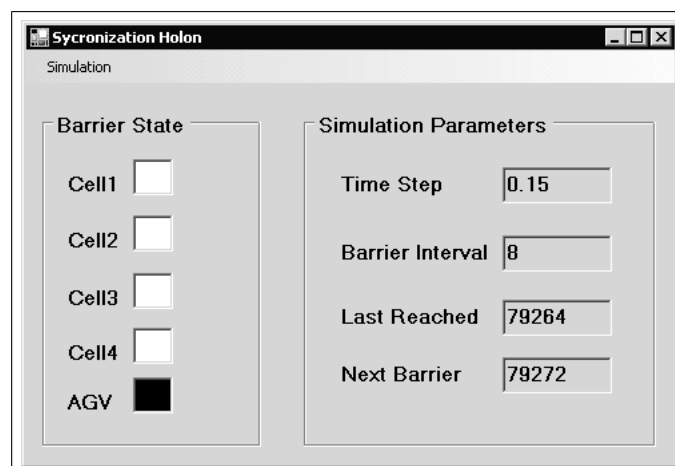 Sycronization Holon
Simulation
Barrier State
Cell1
Cell2
Cell3
Cell4
AGV
Simulation Parameters
Time Step 0.15
Barrier Interval 8
Last Reached 79264
Next Barrier 79272